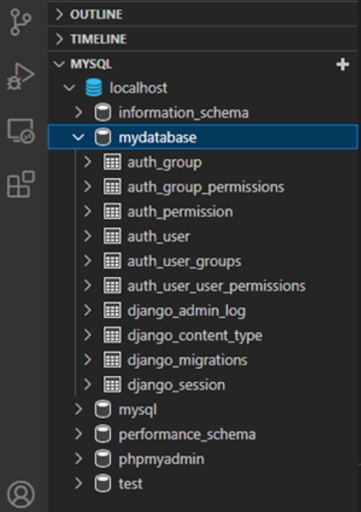 OUTLINE
TIMELINE
MYSQL
localhost
information_schema
mydatabase
auth_group
auth_group_permissions
auth_permission
auth_user
auth_user_groups
auth_user_user_permissions
django_admin_log
django_content_type
django_migrations
django_session
mysql
performance_schema
phpmyadmin
test